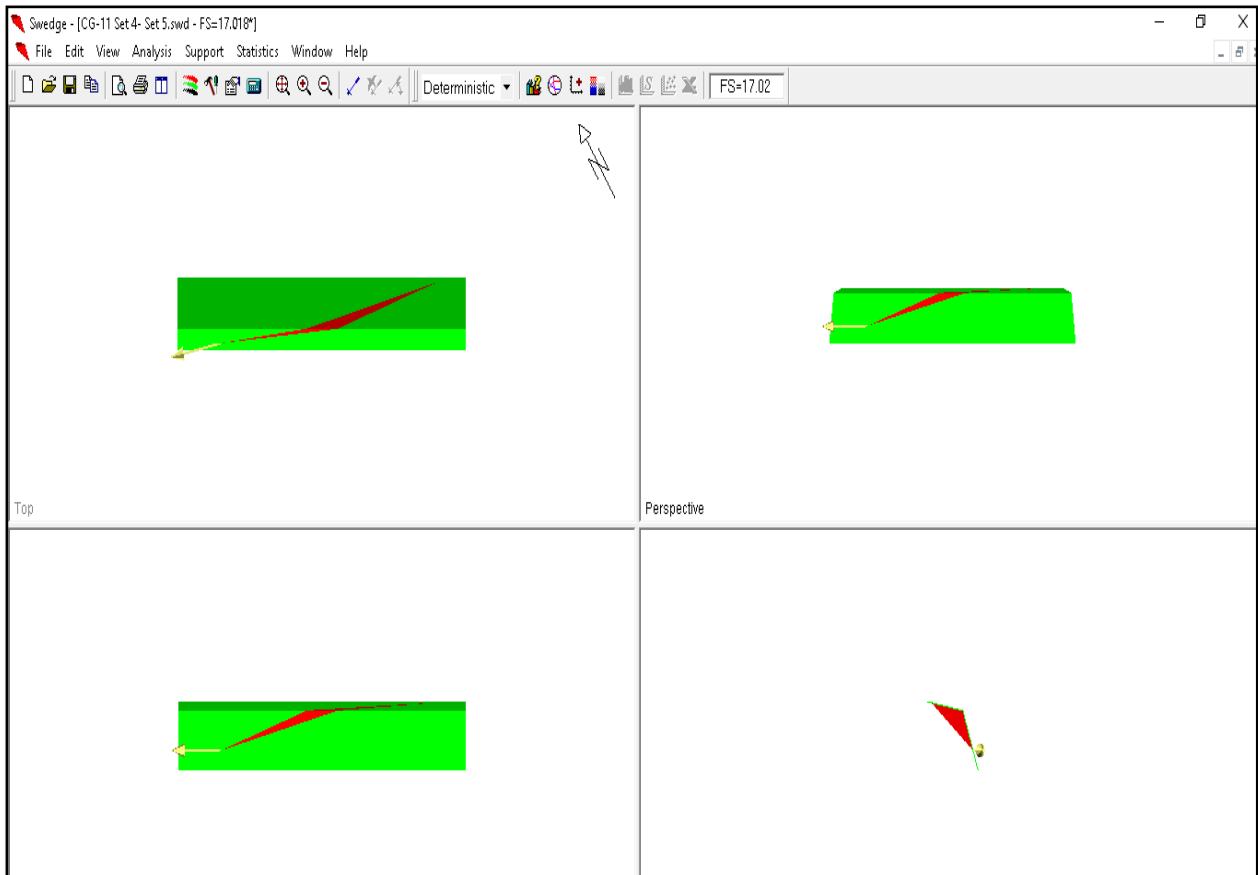 Swedge - [CG-11 Set 4- Set 5.swd - FS=17.018*]
File Edit View Analysis Support Statistics Window Help
Deterministic FS=17.02
N
Top
Perspective